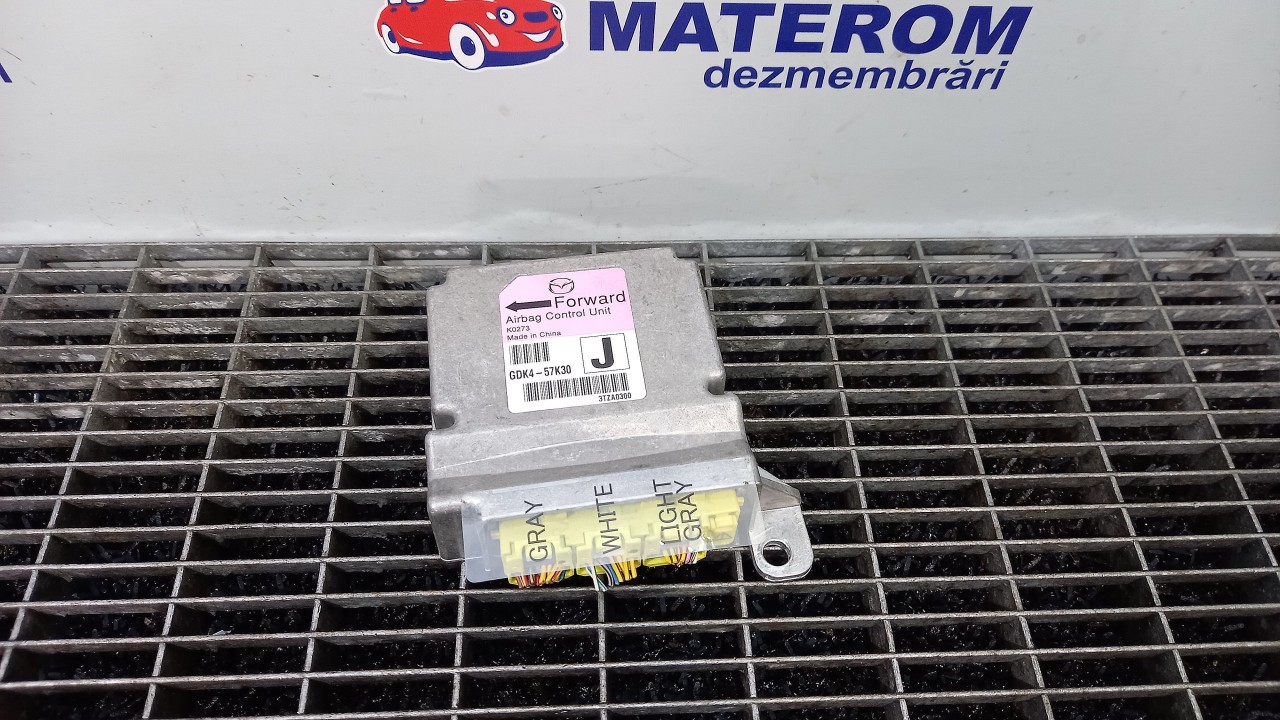 MATEROM
dezmembrări
Forward
Airbag Control Unit
K0273
Made in China
J
GDK4-57K30
3TZA0300
GRAY
WHITE
LIGHT
GRAY